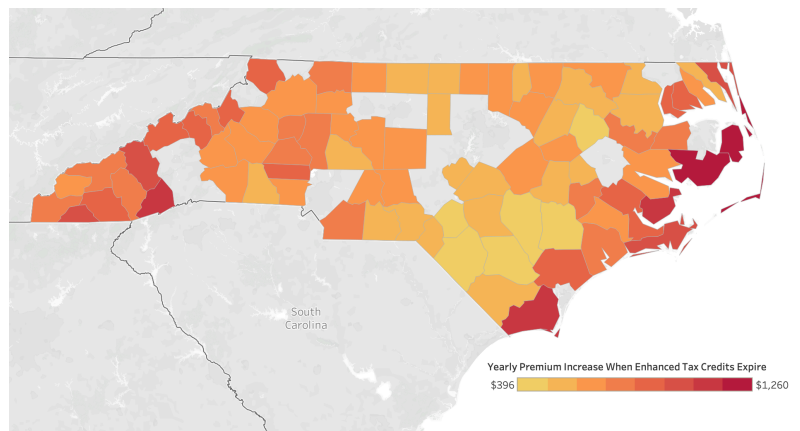 South
Carolina
Yearly Premium Increase When Enhanced Tax Credits Expire
$396 $1,260